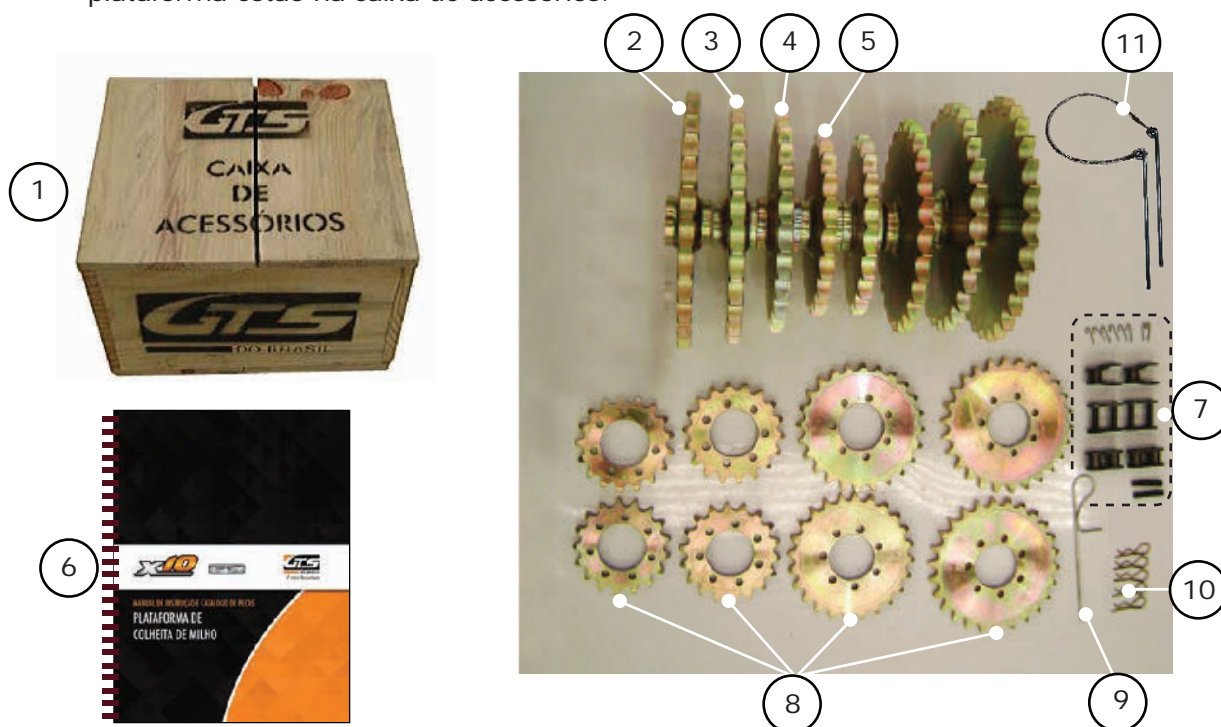 plataforma estão na caixa de acessórios.
2
3
4
5
11
1
GTS
CAIXA
DE
ACESSÓRIOS
GTS
DO BRASIL
7
6
X10
GTS
MANUAL DE INSTRUÇÃO E CATÁLOGO DE PEÇAS
PLATAFORMA DE
COLHEITA DE MILHO
10
8
9